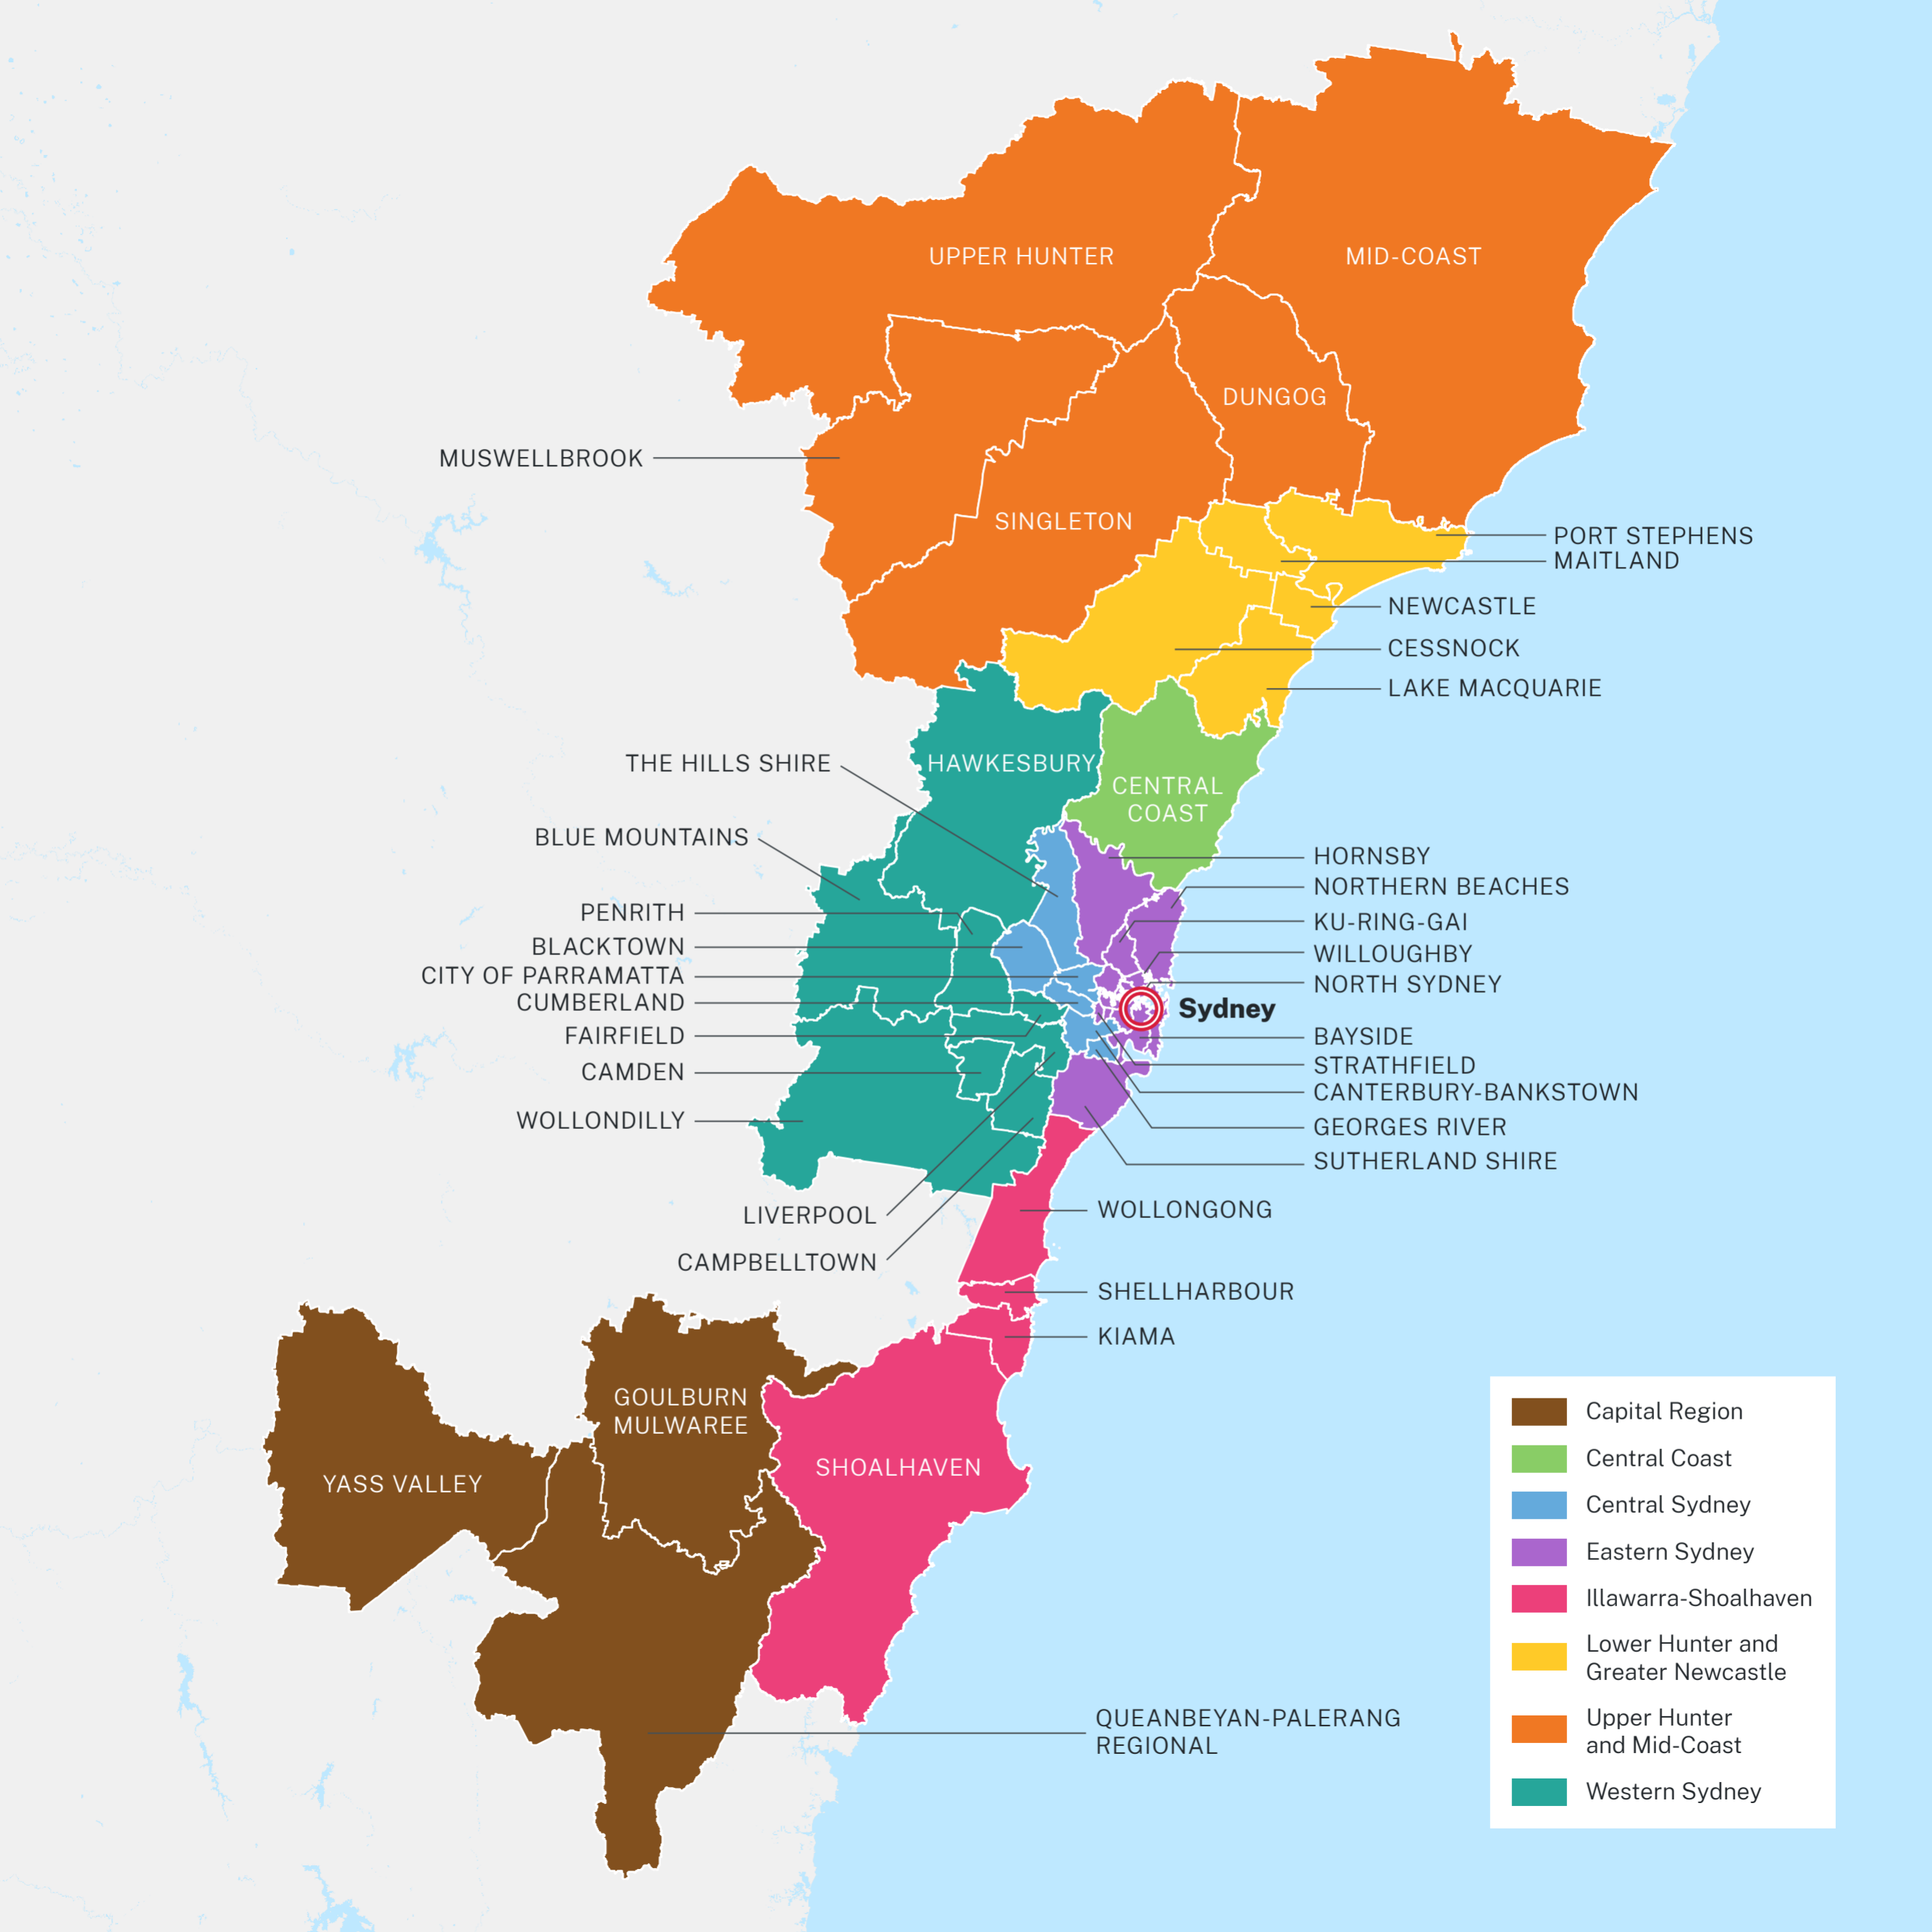 UPPER HUNTER
MID-COAST
DUNGOG
MUSWELLBROOK
SINGLETON
PORT STEPHENS
MAITLAND
NEWCASTLE
CESSNOCK
LAKE MACQUARIE
THE HILLS SHIRE
HAWKESBURY
CENTRAL
COAST
BLUE MOUNTAINS
HORNSBY
NORTHERN BEACHES
PENRITH
KU-RING-GAI
BLACKTOWN
WILLOUGHBY
CITY OF PARRAMATTA
NORTH SYDNEY
CUMBERLAND
Sydney
FAIRFIELD
BAYSIDE
CAMDEN
STRATHFIELD
CANTERBURY-BANKSTOWN
WOLLONDILLY
GEORGES RIVER
SUTHERLAND SHIRE
LIVERPOOL
WOLLONGONG
CAMPBELLTOWN
SHELLHARBOUR
KIAMA
GOULBURN
MULWAREE
YASS VALLEY
SHOALHAVEN
QUEANBEYAN-PALERANG
REGIONAL
Capital Region
Central Coast
Central Sydney
Eastern Sydney
Illawarra-Shoalhaven
Lower Hunter and
Greater Newcastle
Upper Hunter
and Mid-Coast
Western Sydney